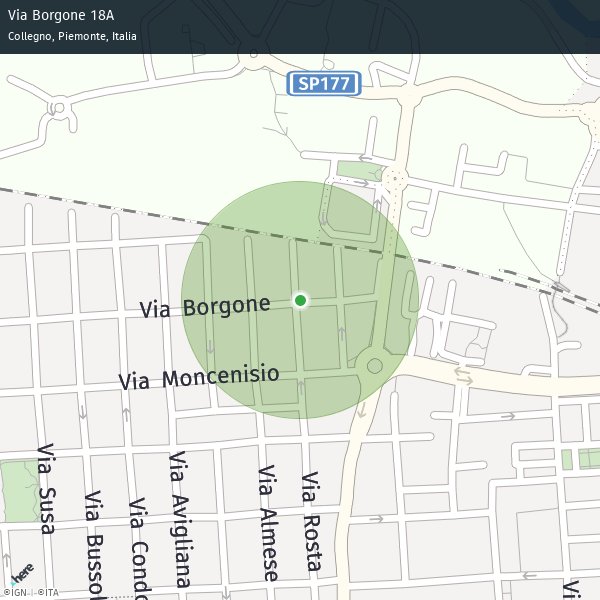 Via Borgone 18A
Collegno, Piemonte, Italia
SP177
Via Borgone
Via Moncenisio
Via Susa
Via Bussol
Via Condo
Via Avigliana
Via Almese
Via Rosta
Via
here
©IGN | ©ITA